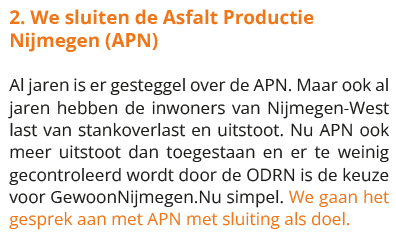 2. We sluiten de Asfalt Productie
Nijmegen (APN)
Al jaren is er gesteggel over de APN. Maar ook al
jaren hebben de inwoners van Nijmegen-West
last van stankoverlast en uitstoot. Nu APN ook
meer uitstoot dan toegestaan en er te weinig
gecontroleerd wordt door de ODRN is de keuze
voor GewoonNijmegen.Nu simpel. We gaan het
gesprek aan met APN met sluiting als doel.